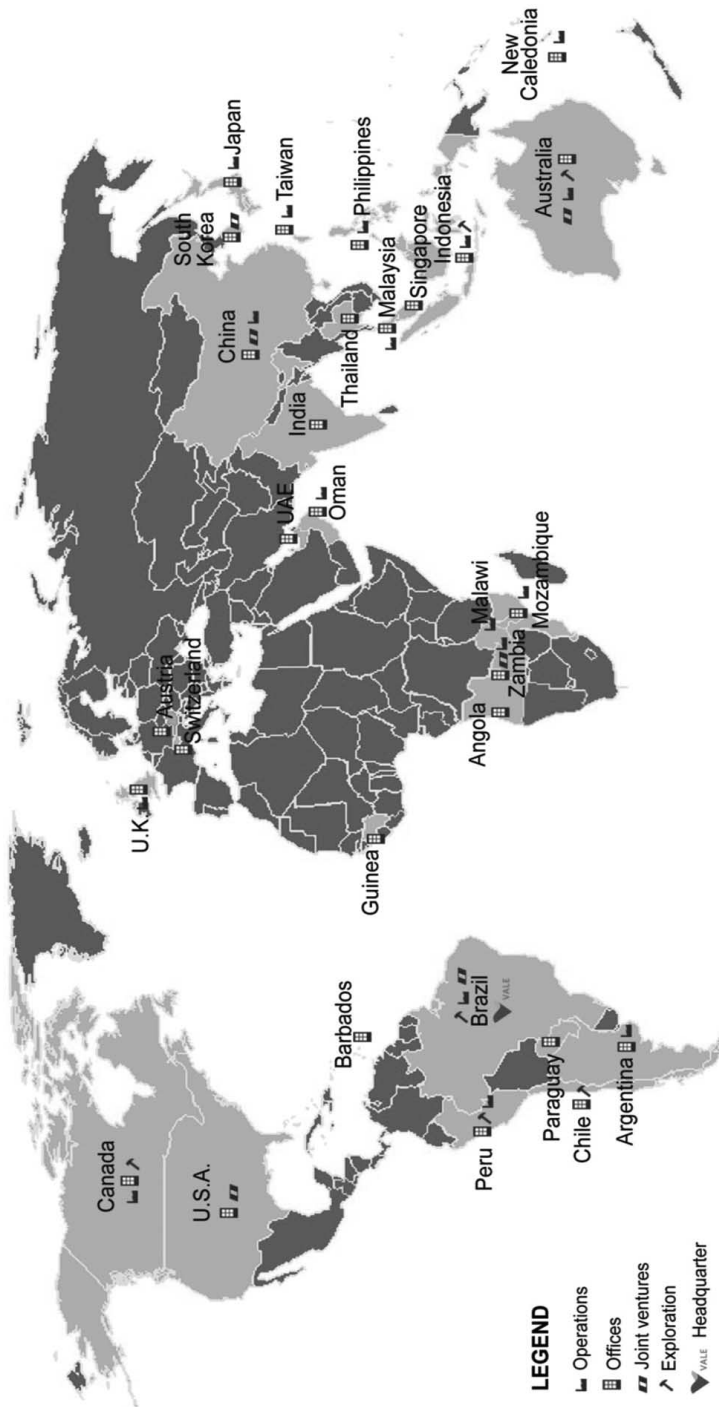 Canada
U.S.A.
Barbados
Peru
Brazil
VALE
Paraguay
Chile
Argentina
U.K.
Austria
Switzerland
Guinea
Angola
Zambia
Malawi
Mozambique
UAE
Oman
India
China
Thailand
South
Korea
Japan
Taiwan
Philippines
Malaysia
Singapore
Indonesia
Australia
New
Caledonia
LEGEND
Operations
Offices
Joint ventures
Exploration
VALE Headquarter